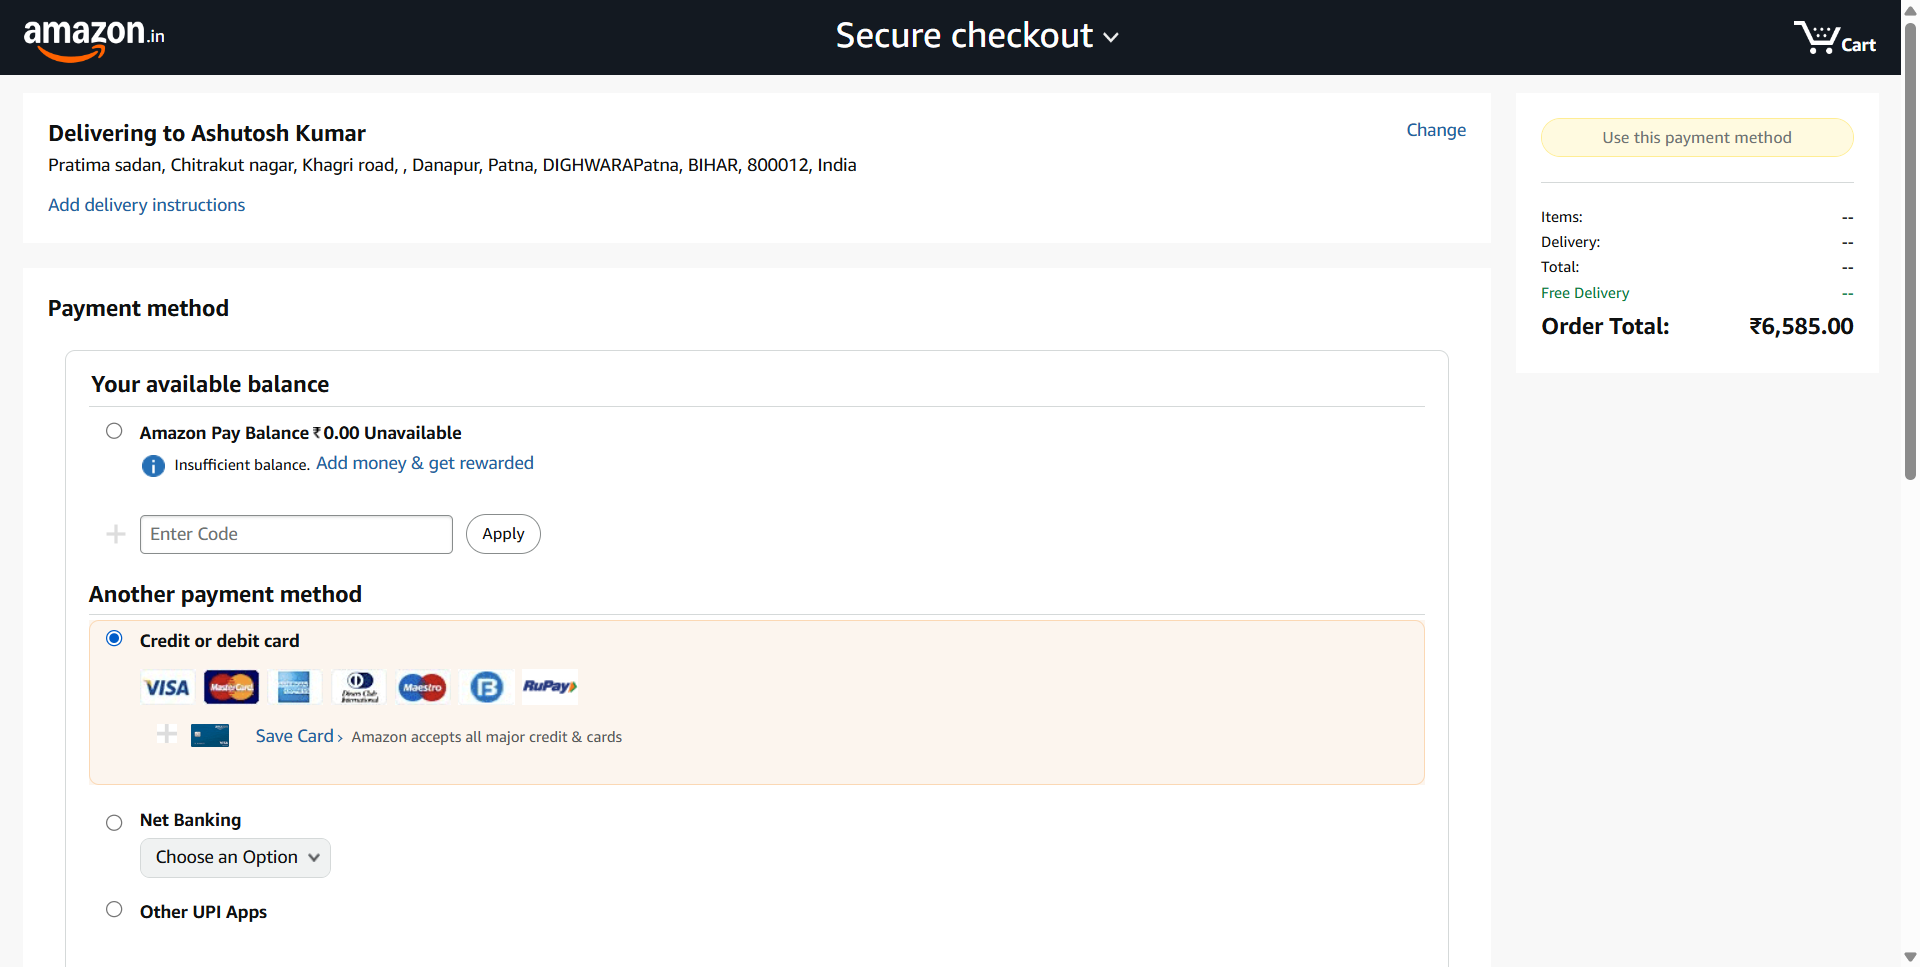 amazon.in
Secure checkout
Cart
Delivering to Ashutosh Kumar
Change
Pratima sadan, Chitrakut nagar, Khagri road, , Danapur, Patna, DIGHWARAPatna, BIHAR, 800012, India
Add delivery instructions
Use this payment method
Items: --
Delivery: --
Total: --
Free Delivery --
Order Total: ₹6,585.00
Payment method
Your available balance
Amazon Pay Balance ₹0.00 Unavailable
Insufficient balance. Add money & get rewarded
Enter Code
Apply
Another payment method
Credit or debit card
VISA MasterCard Diners Club International Maestro RuPay
Save Card › Amazon accepts all major credit & cards
Net Banking
Choose an Option
Other UPI Apps